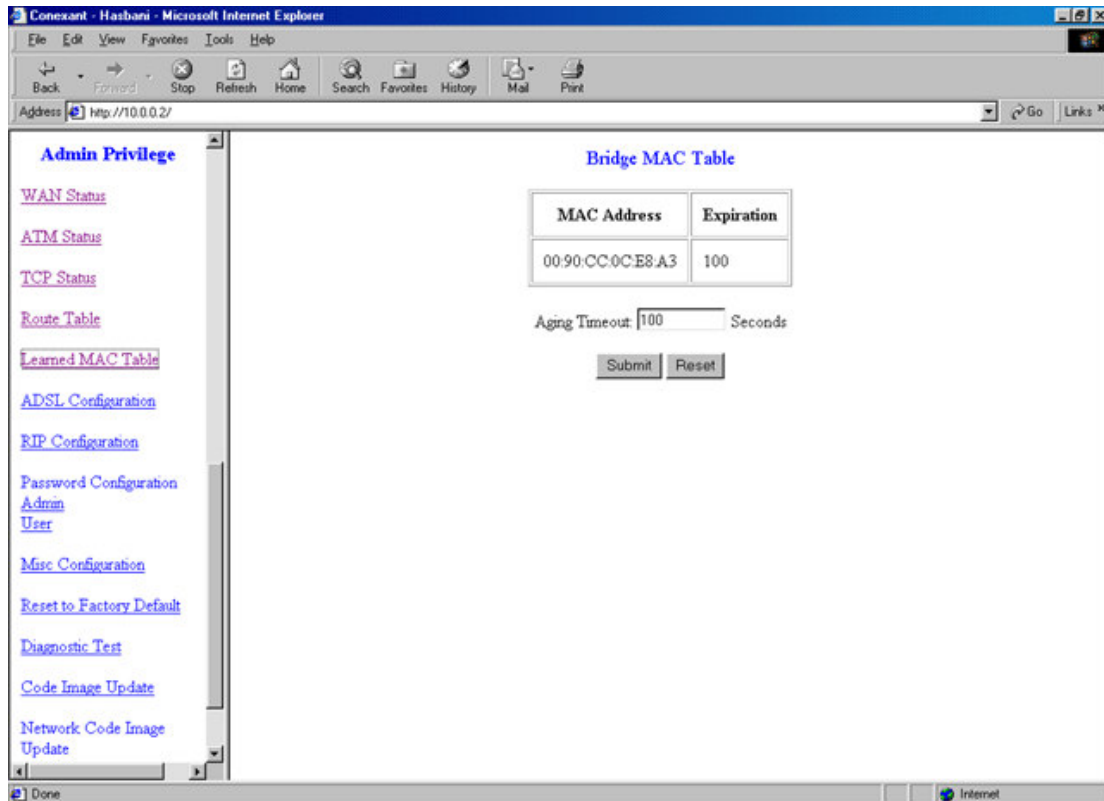 Conexant - Hasbani - Microsoft Internet Explorer
File Edit View Favorites Tools Help
Back Forward Stop Refresh Home Search Favorites History Mail Print
Address http://10.0.0.2/ Go Links »
Admin Privilege
WAN Status
ATM Status
TCP Status
Route Table
Learned MAC Table
ADSL Configuration
RIP Configuration
Password Configuration
Admin
User
Misc Configuration
Reset to Factory Default
Diagnostic Test
Code Image Update
Network Code Image
Update
Bridge MAC Table
MAC Address Expiration
00:90:CC:0C:E8:A3 100
Aging Timeout: 100 Seconds
Submit Reset
Done Internet